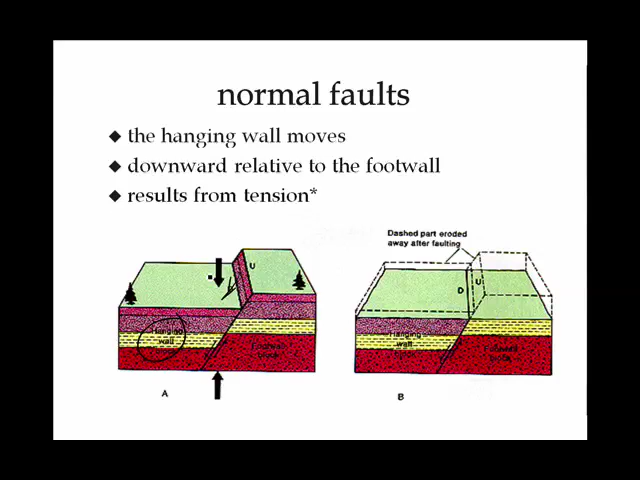 normal faults
◆ the hanging wall moves
◆ downward relative to the footwall
◆ results from tension*
Dashed part eroded
away after faulting
U
D
U
Hanging
wall
Footwall
block
Hanging
wall
block
Footwall
block
A
B